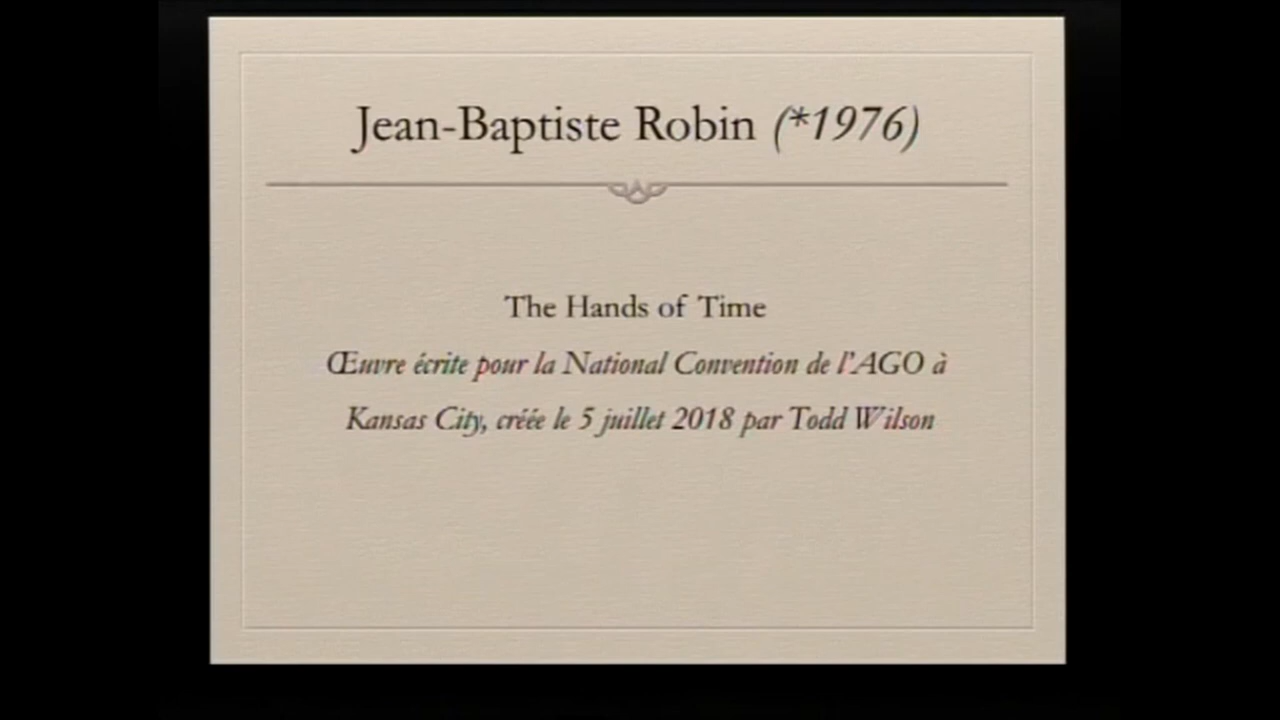 Jean-Baptiste Robin (*1976)
The Hands of Time
Œuvre écrite pour la National Convention de l'AGO à
Kansas City, créée le 5 juillet 2018 par Todd Wilson